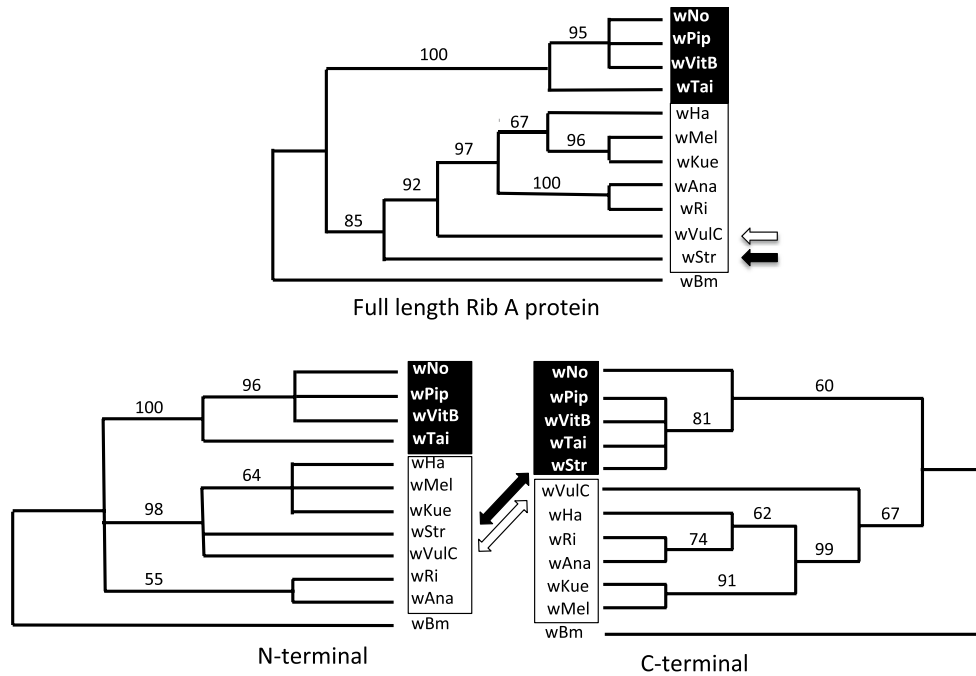 wNo
95
wPip
100
wVitB
wTai
wHa
67
wMel
96
97
wKue
100
wAna
92
wRi
85
wVulC
wStr
wBm
Full length Rib A protein
wNo
96
wPip
100
wVitB
wTai
wHa
64
wMel
98
wKue
wStr
wVulC
55
wRi
wAna
wBm
N-terminal
wNo
60
wPip
81
wVitB
wTai
wStr
wVulC
wHa
62
67
wRi
74
99
wAna
wKue
91
wMel
wBm
C-terminal